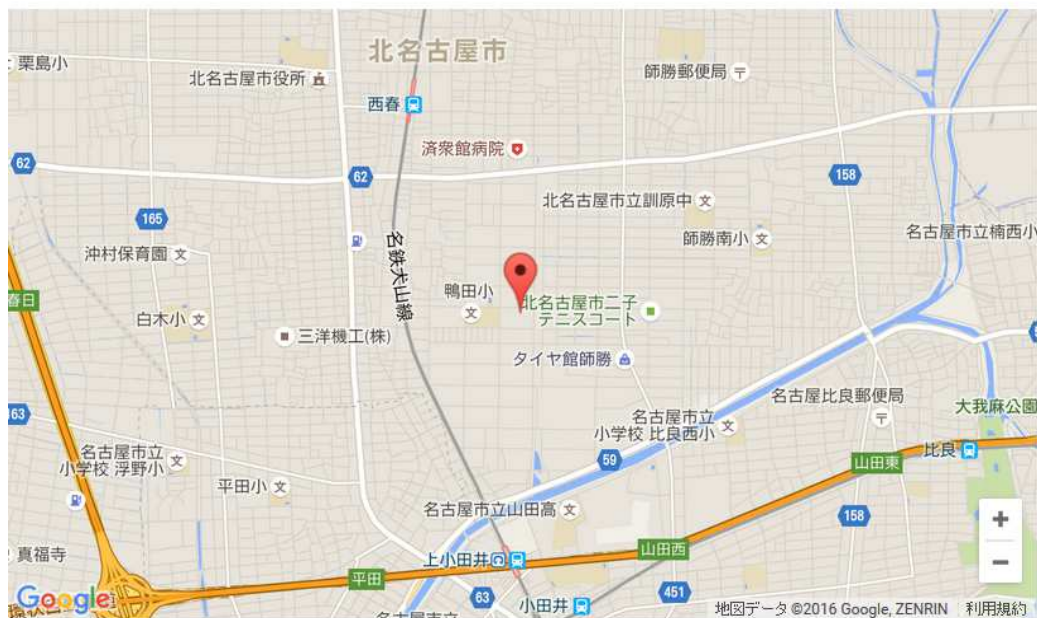 北名古屋市
栗島小
北名古屋市役所
師勝郵便局
西春
済衆館病院
62
62
158
165
北名古屋市立訓原中
師勝南小
名古屋市立楠西小
沖村保育園
名鉄犬山線
鴨田小
北名古屋市二子
テニスコート
春日
白木小
三洋機工(株)
タイヤ館師勝
名古屋比良郵便局
大我麻公園
163
名古屋市立
小学校 比良西小
名古屋市立
小学校 浮野小
59
比良
山田東
平田小
名古屋市立山田高
158
+
真福寺
上小田井
山田西
平田
−
Google
63
小田井
451
地図データ ©2016 Google, ZENRIN
利用規約